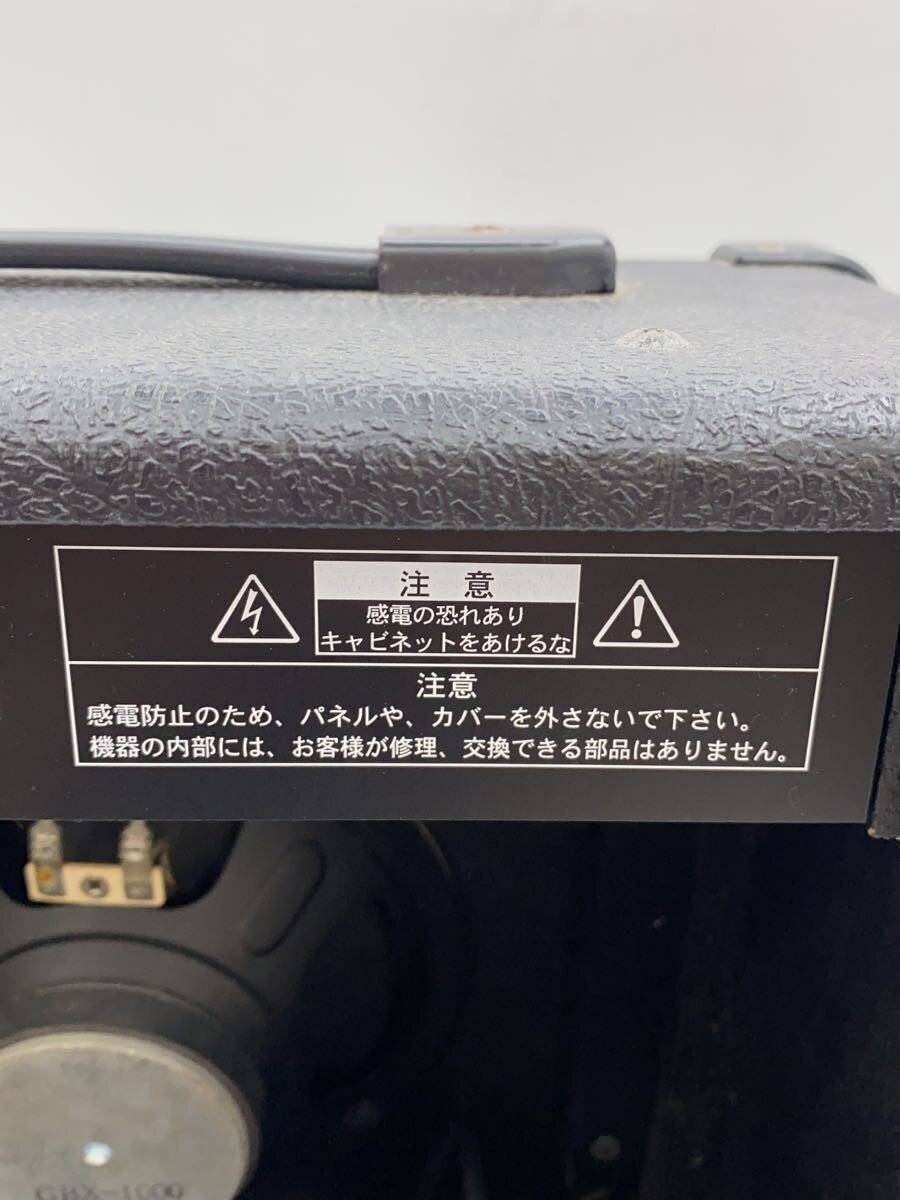 注 意
感電の恐れあり
キャビネットをあけるな
注意
感電防止のため、パネルや、カバーを外さないで下さい。
機器の内部には、お客様が修理、交換できる部品はありません。
GBX-1000